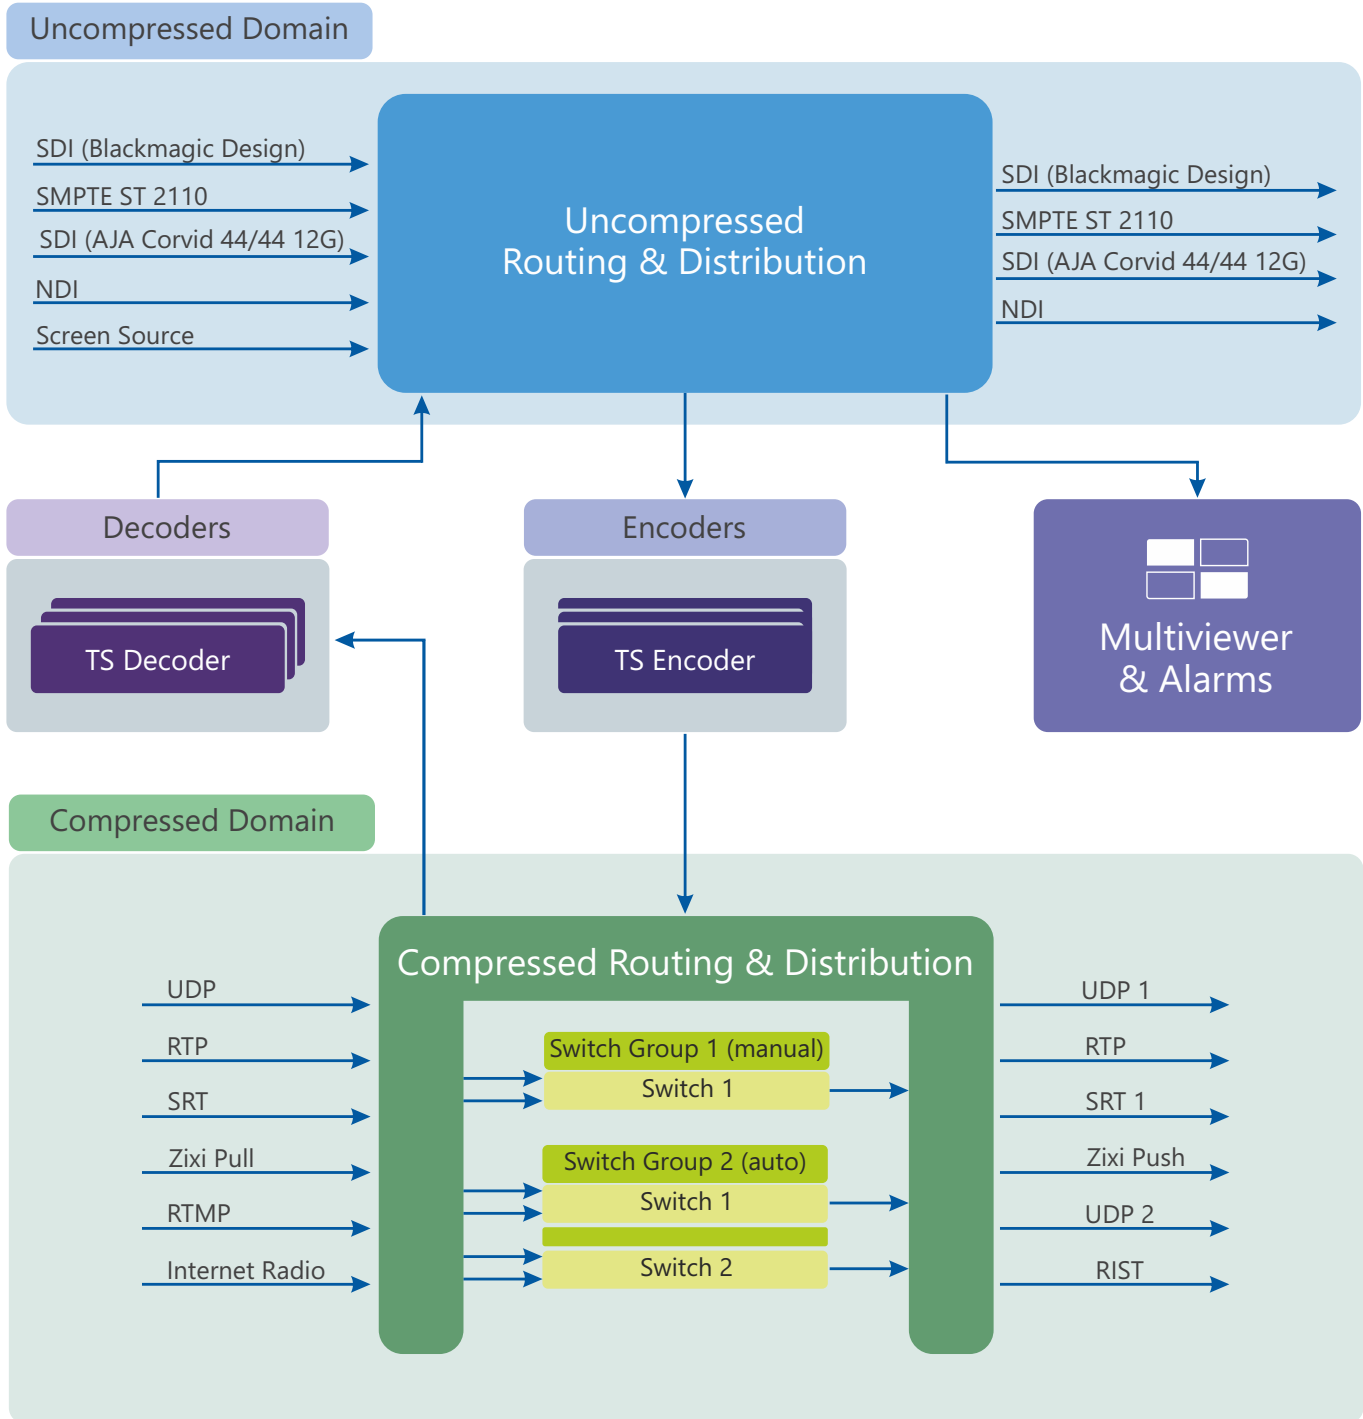 Uncompressed Domain
SDI (Blackmagic Design)
SMPTE ST 2110
SDI (AJA Corvid 44/44 12G)
NDI
Screen Source
Uncompressed
Routing & Distribution
SDI (Blackmagic Design)
SMPTE ST 2110
SDI (AJA Corvid 44/44 12G)
NDI
Decoders
TS Decoder
Encoders
TS Encoder
Multiviewer
& Alarms
Compressed Domain
Compressed Routing & Distribution
UDP
RTP
SRT
Zixi Pull
RTMP
Internet Radio
Switch Group 1 (manual)
Switch 1
Switch Group 2 (auto)
Switch 1
Switch 2
UDP 1
RTP
SRT 1
Zixi Push
UDP 2
RIST